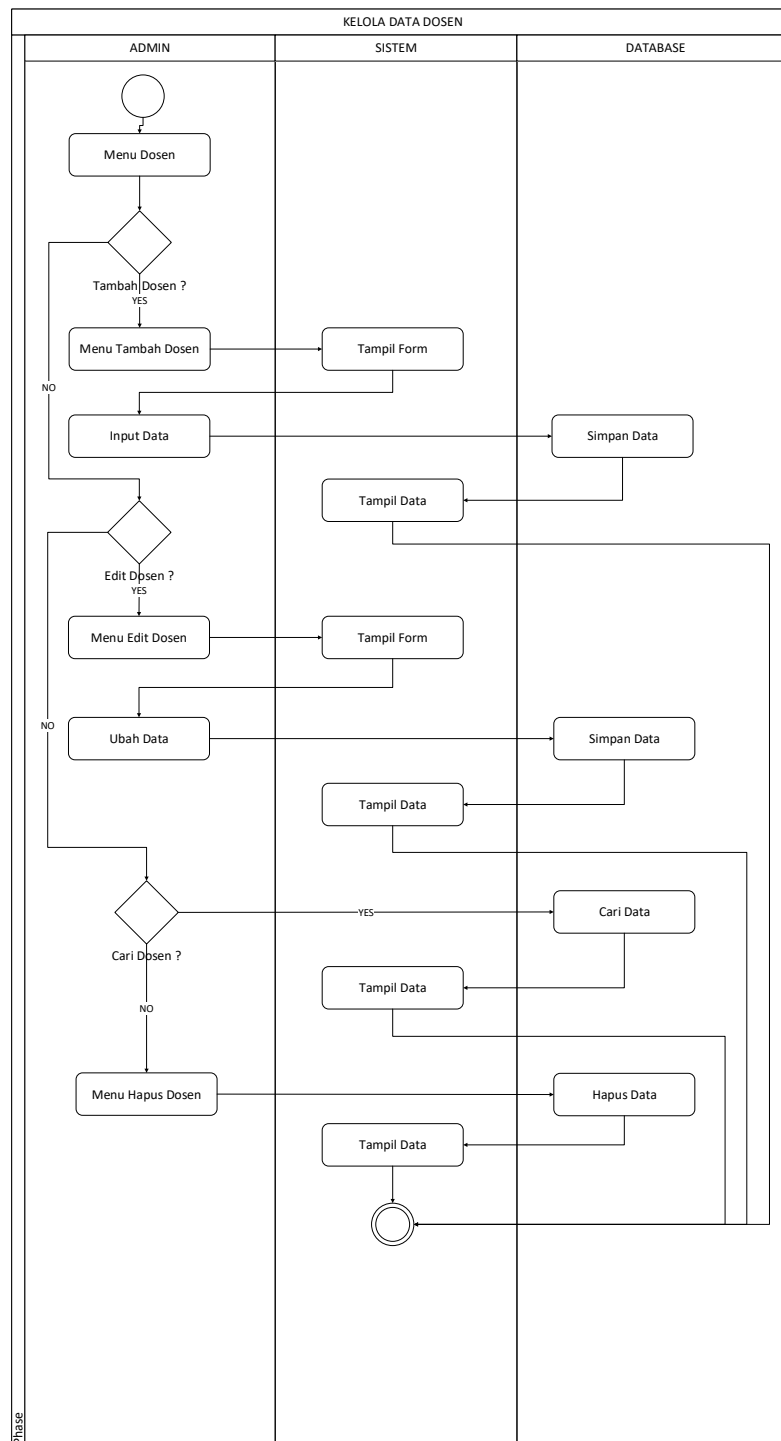 KELOLA DATA DOSEN
ADMIN
SISTEM
DATABASE
Menu Dosen
Tambah Dosen ?
YES
Menu Tambah Dosen
Tampil Form
NO
Input Data
Simpan Data
Tampil Data
Edit Dosen ?
YES
Menu Edit Dosen
Tampil Form
NO
Ubah Data
Simpan Data
Tampil Data
YES
Cari Data
Cari Dosen ?
Tampil Data
NO
Menu Hapus Dosen
Hapus Data
Tampil Data
Phase